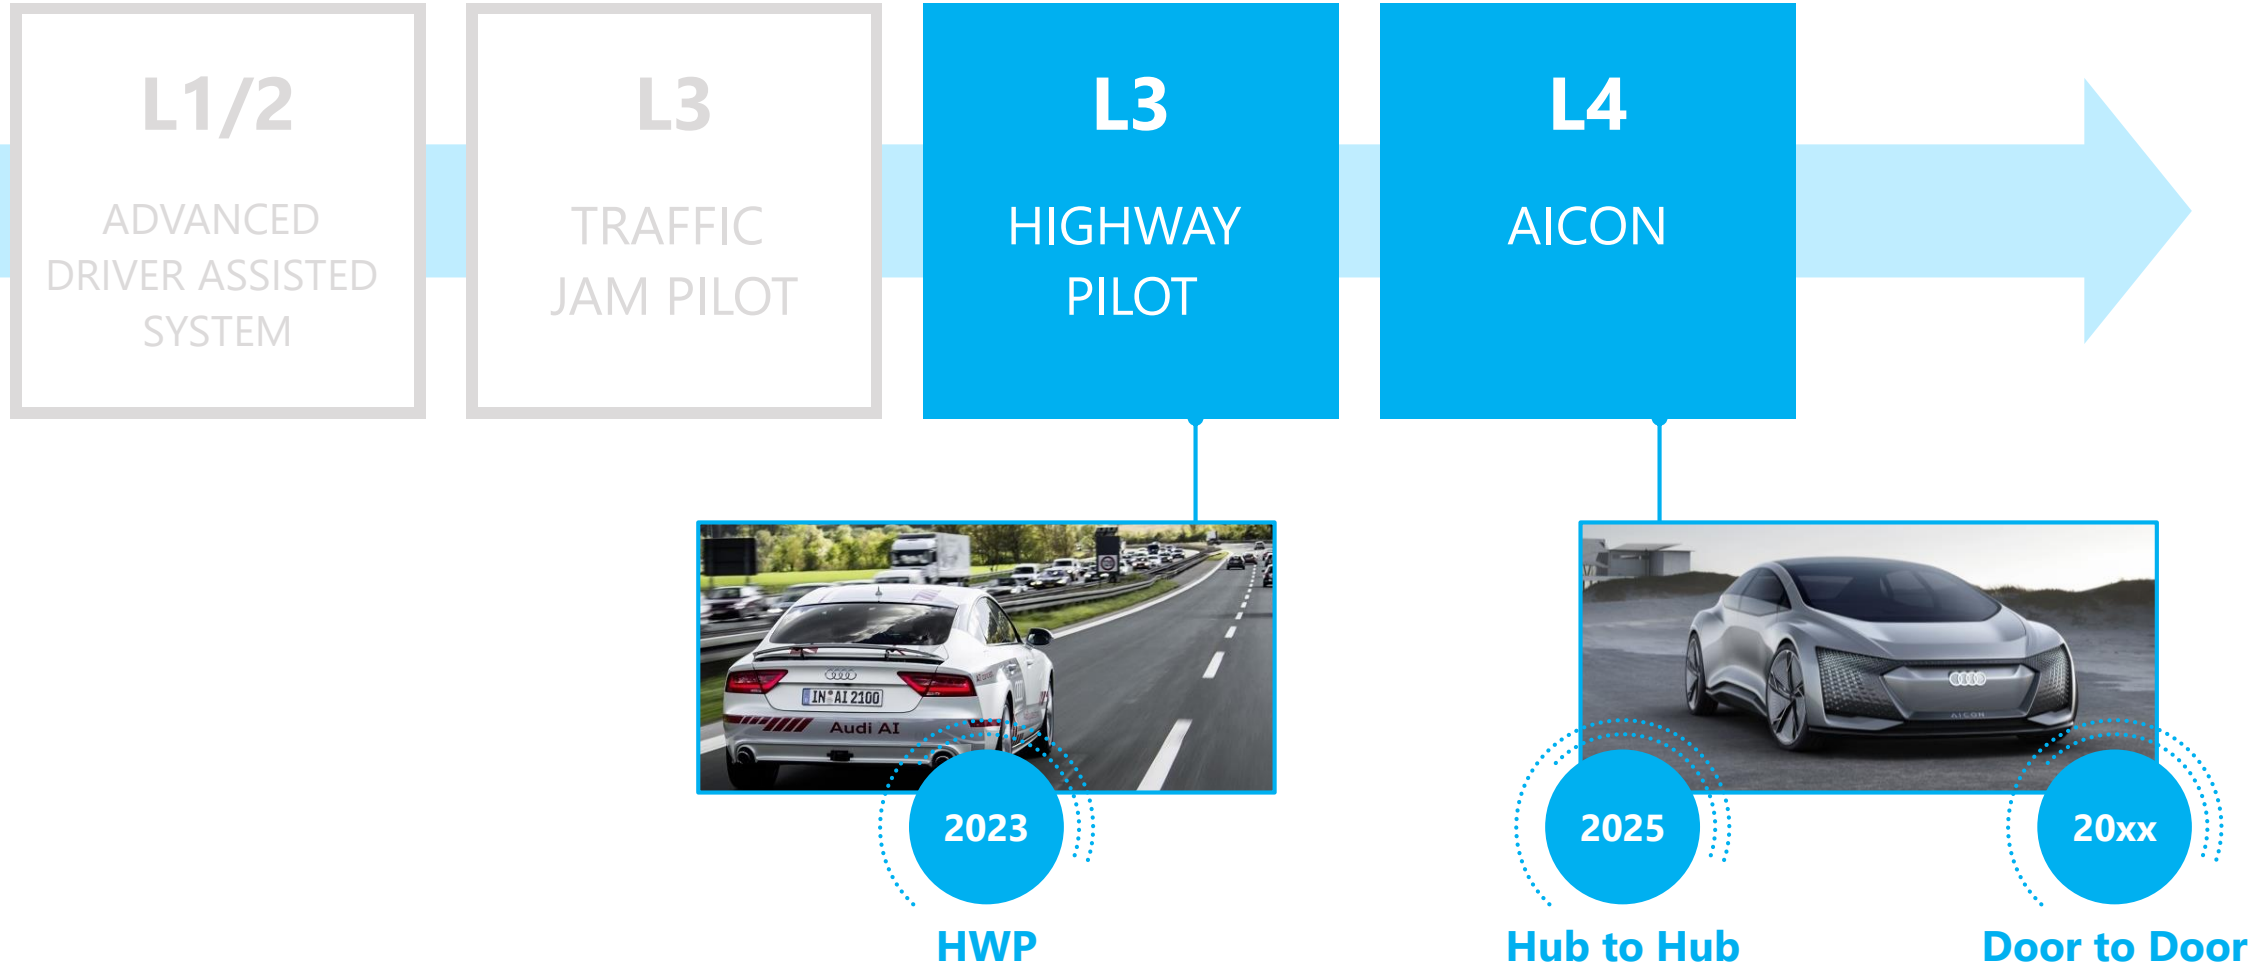 L1/2
ADVANCED
DRIVER ASSISTED
SYSTEM
L3
TRAFFIC
JAM PILOT
L3
HIGHWAY
PILOT
L4
AICON
IN AI 2100
Audi AI
AICON
2023
2025
20xx
HWP
Hub to Hub
Door to Door